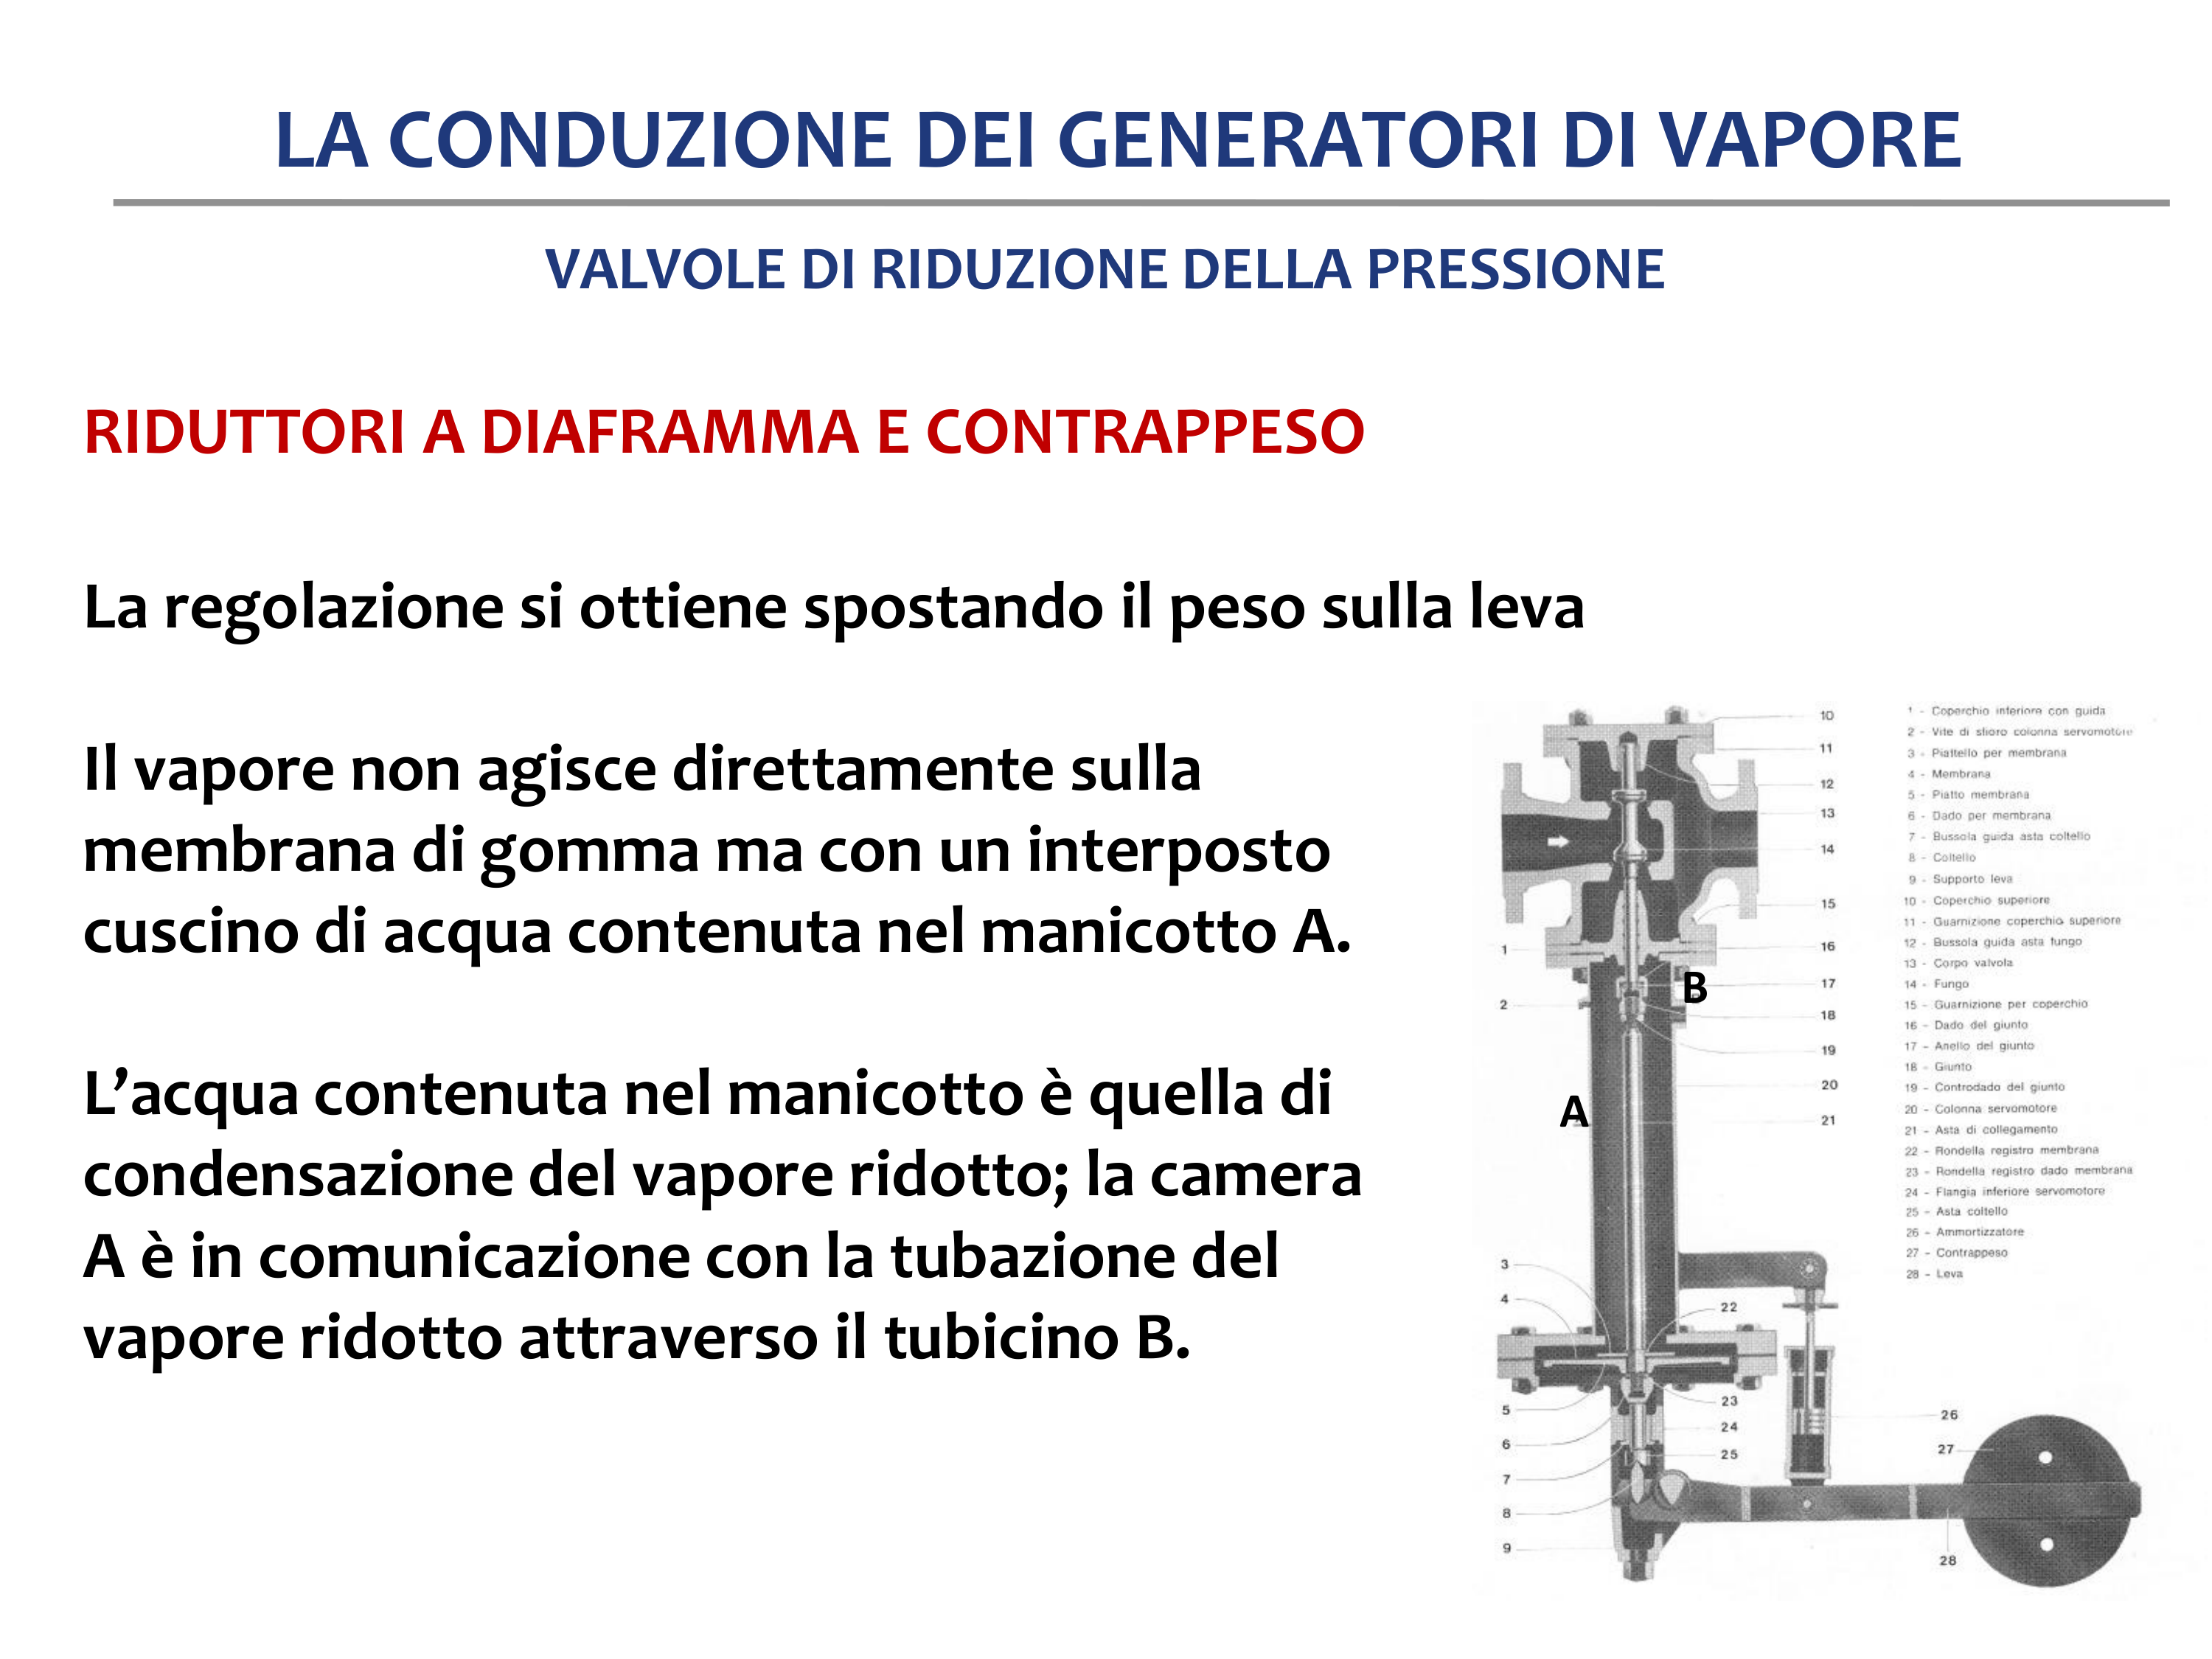 LA CONDUZIONE DEI GENERATORI DI VAPORE
VALVOLE DI RIDUZIONE DELLA PRESSIONE
RIDUTTORI A DIAFRAMMA E CONTRAPPESO
La regolazione si ottiene spostando il peso sulla leva
Il vapore non agisce direttamente sulla
membrana di gomma ma con un interposto
cuscino di acqua contenuta nel manicotto A.
L’acqua contenuta nel manicotto è quella di
condensazione del vapore ridotto; la camera
A è in comunicazione con la tubazione del
vapore ridotto attraverso il tubicino B.
10
11
12
13
14
15
1
16
B
17
2
18
19
20
A
21
3
4
22
5
23
6
24
25
7
8
9
26
27
28
1 - Coperchio inferiore con guida
2 - Vite di sfioro colonna servomotore
3 - Piattello per membrana
4 - Membrana
5 - Piatto membrana
6 - Dado per membrana
7 - Bussola guida asta coltello
8 - Coltello
9 - Supporto leva
10 - Coperchio superiore
11 - Guarnizione coperchio superiore
12 - Bussola guida asta fungo
13 - Corpo valvola
14 - Fungo
15 - Guarnizione per coperchio
16 - Dado del giunto
17 - Anello del giunto
18 - Giunto
19 - Controdado del giunto
20 - Colonna servomotore
21 - Asta di collegamento
22 - Rondella registro membrana
23 - Rondella registro dado membrana
24 - Flangia inferiore servomotore
25 - Asta coltello
26 - Ammortizzatore
27 - Contrappeso
28 - Leva